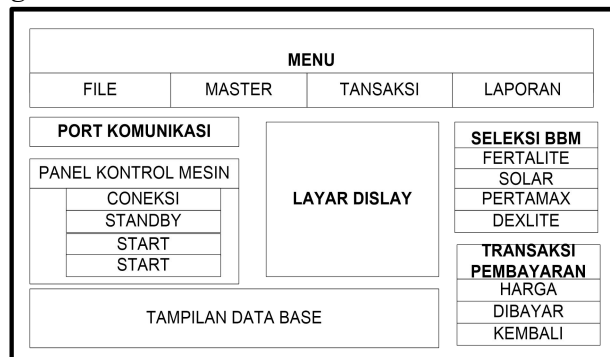 MENU
FILE
MASTER
TANSAKSI
LAPORAN
PORT KOMUNIKASI
PANEL KONTROL MESIN
CONEKSI
STANDBY
START
START
LAYAR DISLAY
SELEKSI BBM
FERTALITE
SOLAR
PERTAMAX
DEXLITE
TRANSAKSI
PEMBAYARAN
HARGA
DIBAYAR
KEMBALI
TAMPILAN DATA BASE